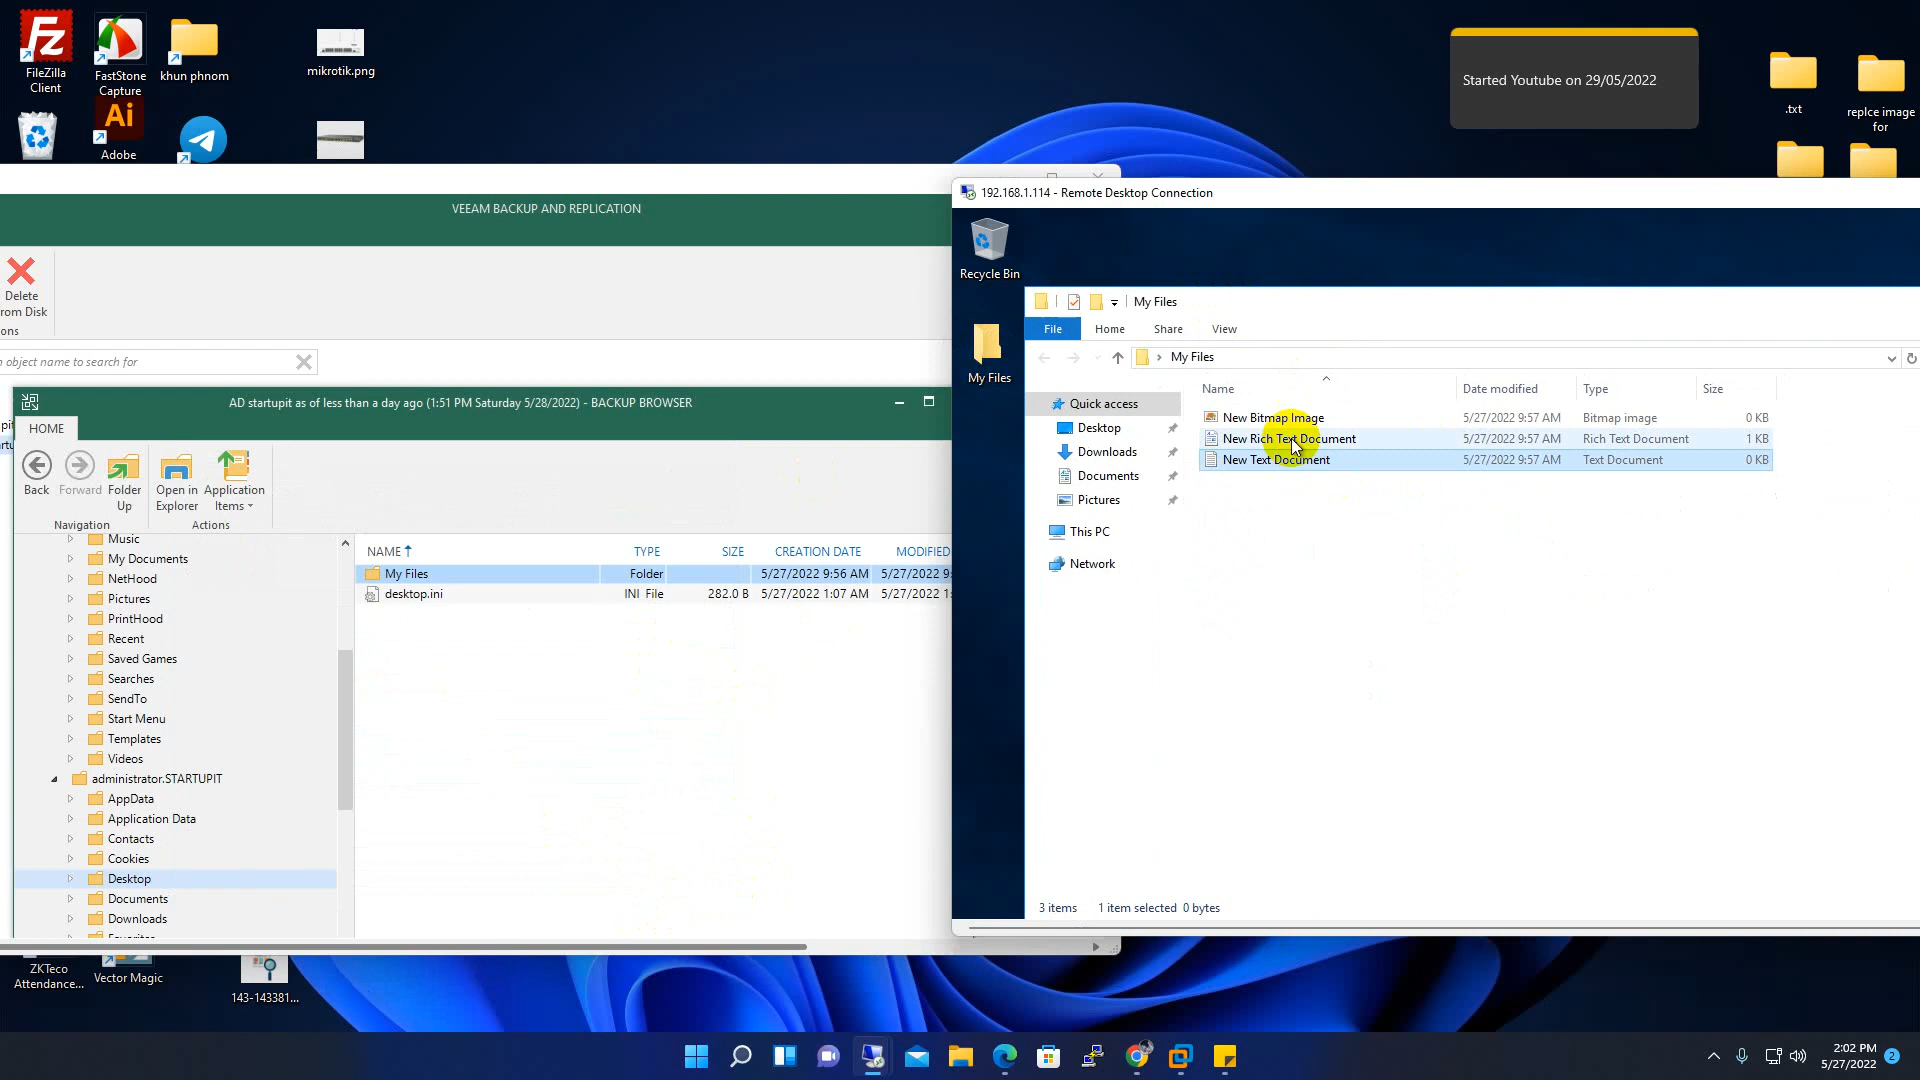 FileZilla
Client
FastStone
Capture
khun phnom
mikrotik.png
Adobe
Started Youtube on 29/05/2022
.txt
replce image
for
VEEAM BACKUP AND REPLICATION
Delete
rom Disk
ons
n object name to search for
AD startupit as of less than a day ago (1:51 PM Saturday 5/28/2022) - BACKUP BROWSER
HOME
Back
Forward
Folder
Up
Open in
Explorer
Application
Items
Navigation
Actions
Music
My Documents
NetHood
Pictures
PrintHood
Recent
Saved Games
Searches
SendTo
Start Menu
Templates
Videos
administrator.STARTUPIT
AppData
Application Data
Contacts
Cookies
Desktop
Documents
Downloads
NAME TYPE SIZE CREATION DATE MODIFIED
My Files Folder 5/27/2022 9:56 AM 5/27/2022 9:
desktop.ini INI File 282.0 B 5/27/2022 1:07 AM 5/27/2022 1:
192.168.1.114 - Remote Desktop Connection
Recycle Bin
My Files
My Files
File Home Share View
My Files
Quick access
Desktop
Downloads
Documents
Pictures
This PC
Network
Name Date modified Type Size
New Bitmap Image 5/27/2022 9:57 AM Bitmap image 0 KB
New Rich Text Document 5/27/2022 9:57 AM Rich Text Document 1 KB
New Text Document 5/27/2022 9:57 AM Text Document 0 KB
3 items 1 item selected 0 bytes
ZKTeco
Attendance...
Vector Magic
143-143381...
2:02 PM
5/27/2022
2